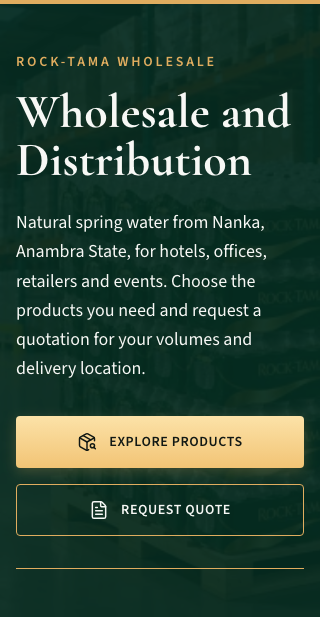 ROCK-TAMA WHOLESALE
Wholesale and
Distribution
Natural spring water from Nanka,
Anambra State, for hotels, offices,
retailers and events. Choose the
products you need and request a
quotation for your volumes and
delivery location.
EXPLORE PRODUCTS
REQUEST QUOTE